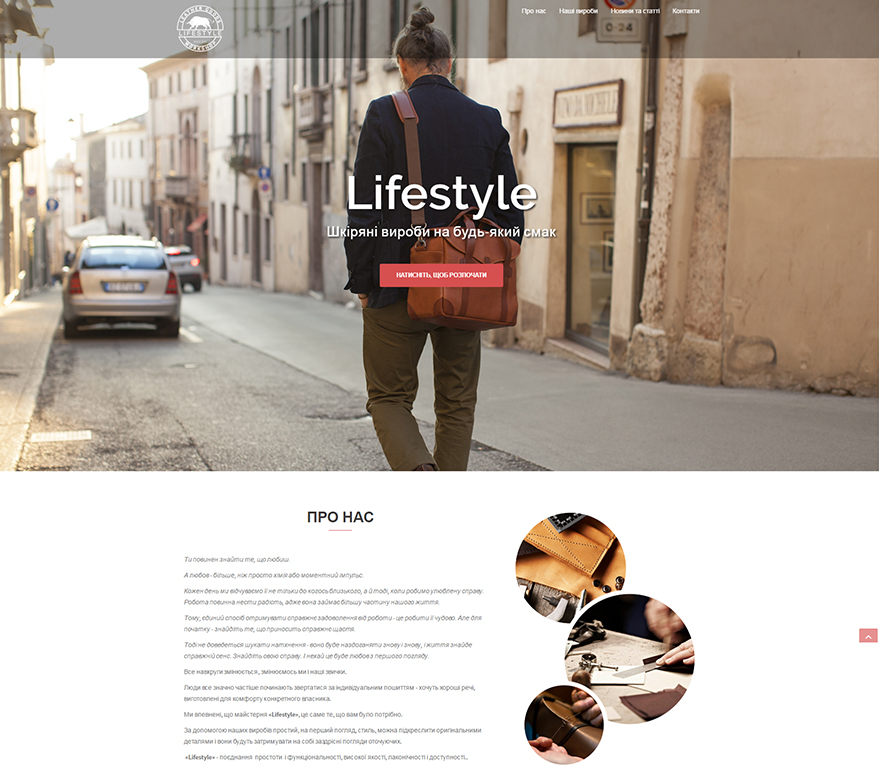 LEATHER GOODS
LIFESTYLE
WORKSHOP
Про нас Наші вироби Новини та статті Контакти
0-24
Lifestyle
Шкіряні вироби на будь-який смак
НАТИСНІТЬ, ЩОБ РОЗПОЧАТИ
ПРО НАС
Ти повинен знайти те, що любиш.
А любов - більше, ніж просто хімія або моментний імпульс.
Кожен день ми відчуваємо її не тільки до когось близького, а й тоді, коли робимо улюблену справу.
Робота повинна неоти радість, адже вона займає більшу частину нашого життя.
Тому, єдиний спосіб отримувати справжнє задоволення від роботи - це робити її чудово. Але для
початку - знайдіть те, що приносить справжнє щастя.
Тоді не доведеться шукати натхнення - воно буде наздоганяти знову і знову, і життя знайде
справжній сенс. Знайдіть свою справу. І нехай це буде любов з першого погляду.
Все навкруги змінюється, змінюємось ми і наші звички.
Люди все значно частіше починають звертатися за індивідуальним пошиттям - хочуть хороші речі,
виготовлені для комфорту конкретного власника.
Ми впевнені, що майстерня «Lifestyle», це саме те, що вам було потрібно.
За допомогою наших виробів простий, на перший погляд, стиль, можна підкреслити оригінальними
деталями і вони будуть затримувати на собі заздрісні погляди оточуючих.
«Lifestyle» - поєднання простоти і функціональності, високої якості, лаконічності і доступності..